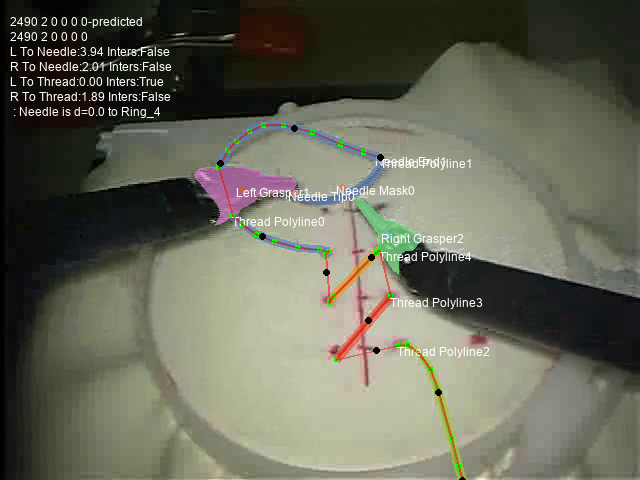 2490 2 0 0 0 0-predicted
2490 2 0 0 0 0
L To Needle:3.94 Inters:False
R To Needle:2.01 Inters:False
L To Thread:0.00 Inters:True
R To Thread:1.89 Inters:False
: Needle is d=0.0 to Ring_4
Needle End1
Thread Polyline1
Left Grasper1
Needle Tip0
Needle Mask0
Thread Polyline0
Right Grasper2
Thread Polyline4
Thread Polyline3
Thread Polyline2